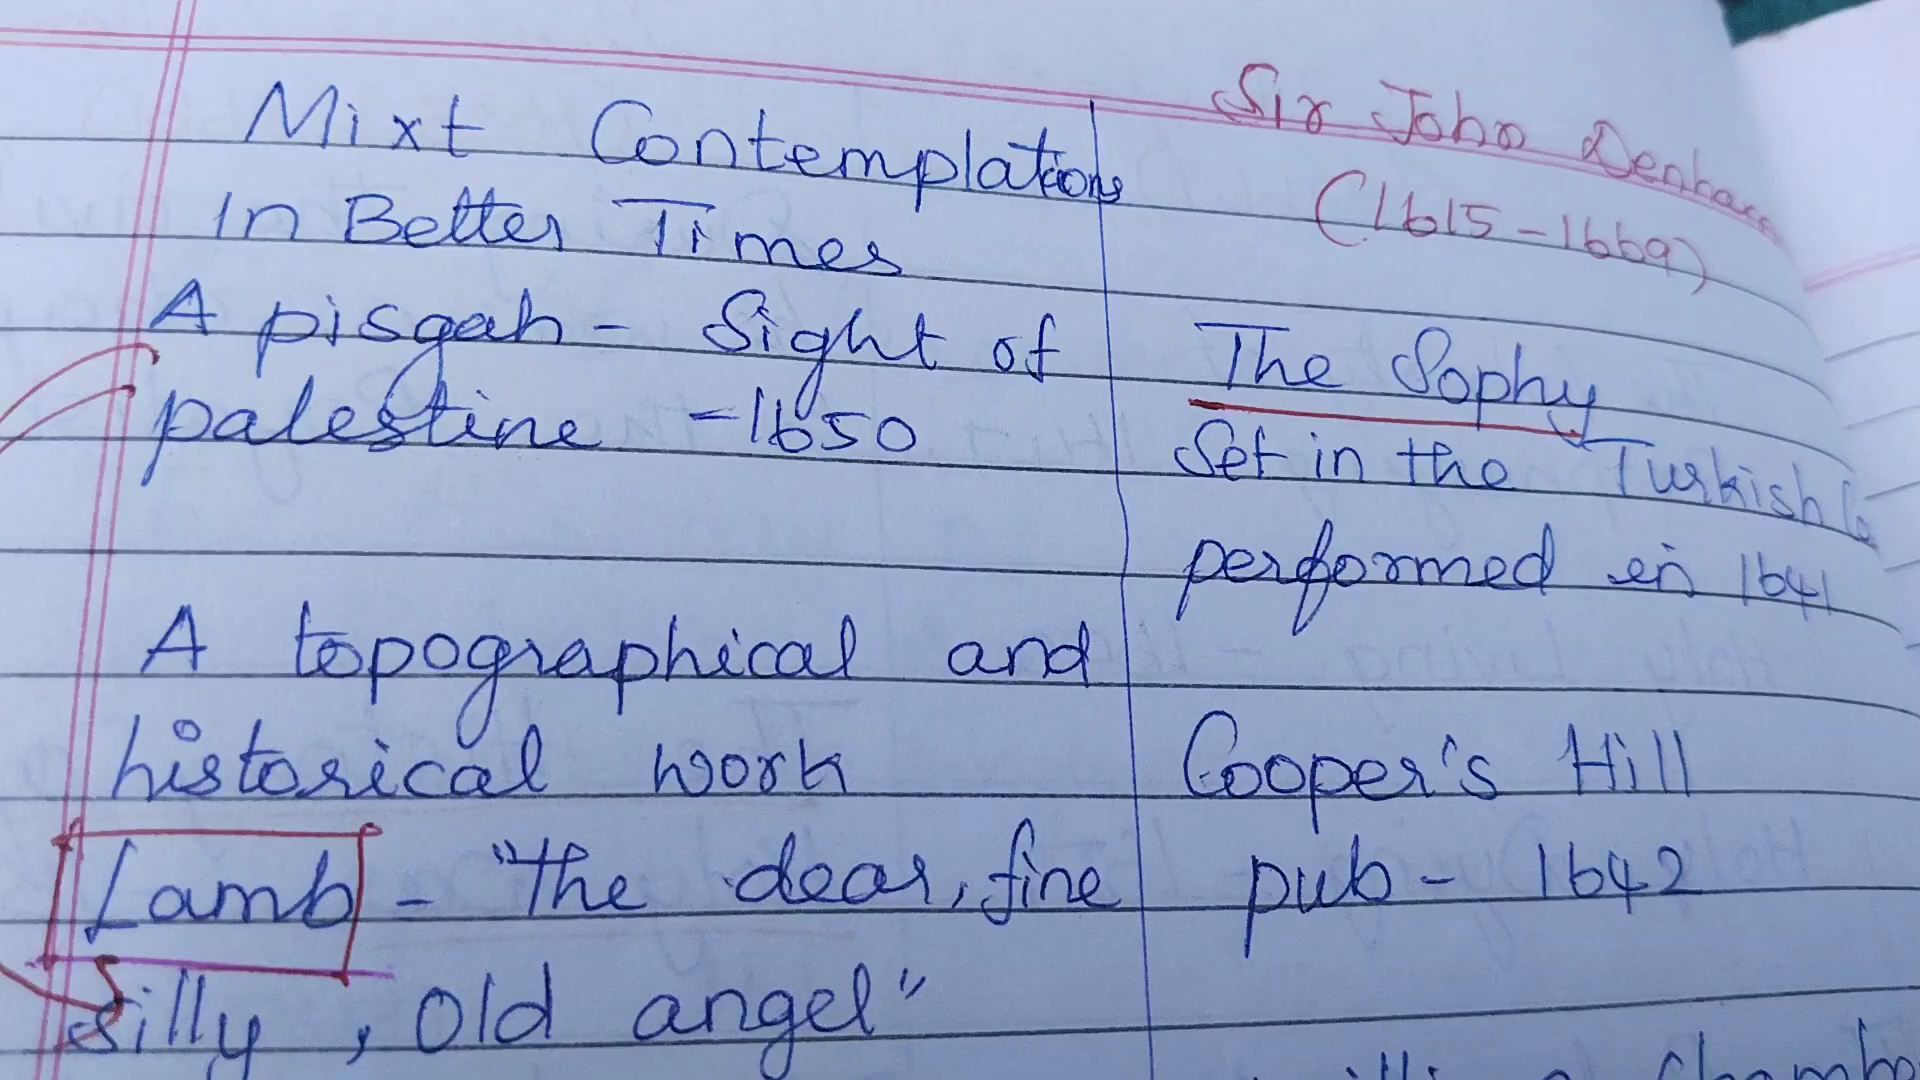 Mixt Contemplations
In Better Times
A pisgah - Sight of
palestine - 1650
A topographical and
historical work
Lamb - "the dear, fine
silly, old angel"
Sir John Denham
(1615-1669)
The Sophy
Set in the Turkish
performed in 1641
Cooper's Hill
pub - 1642